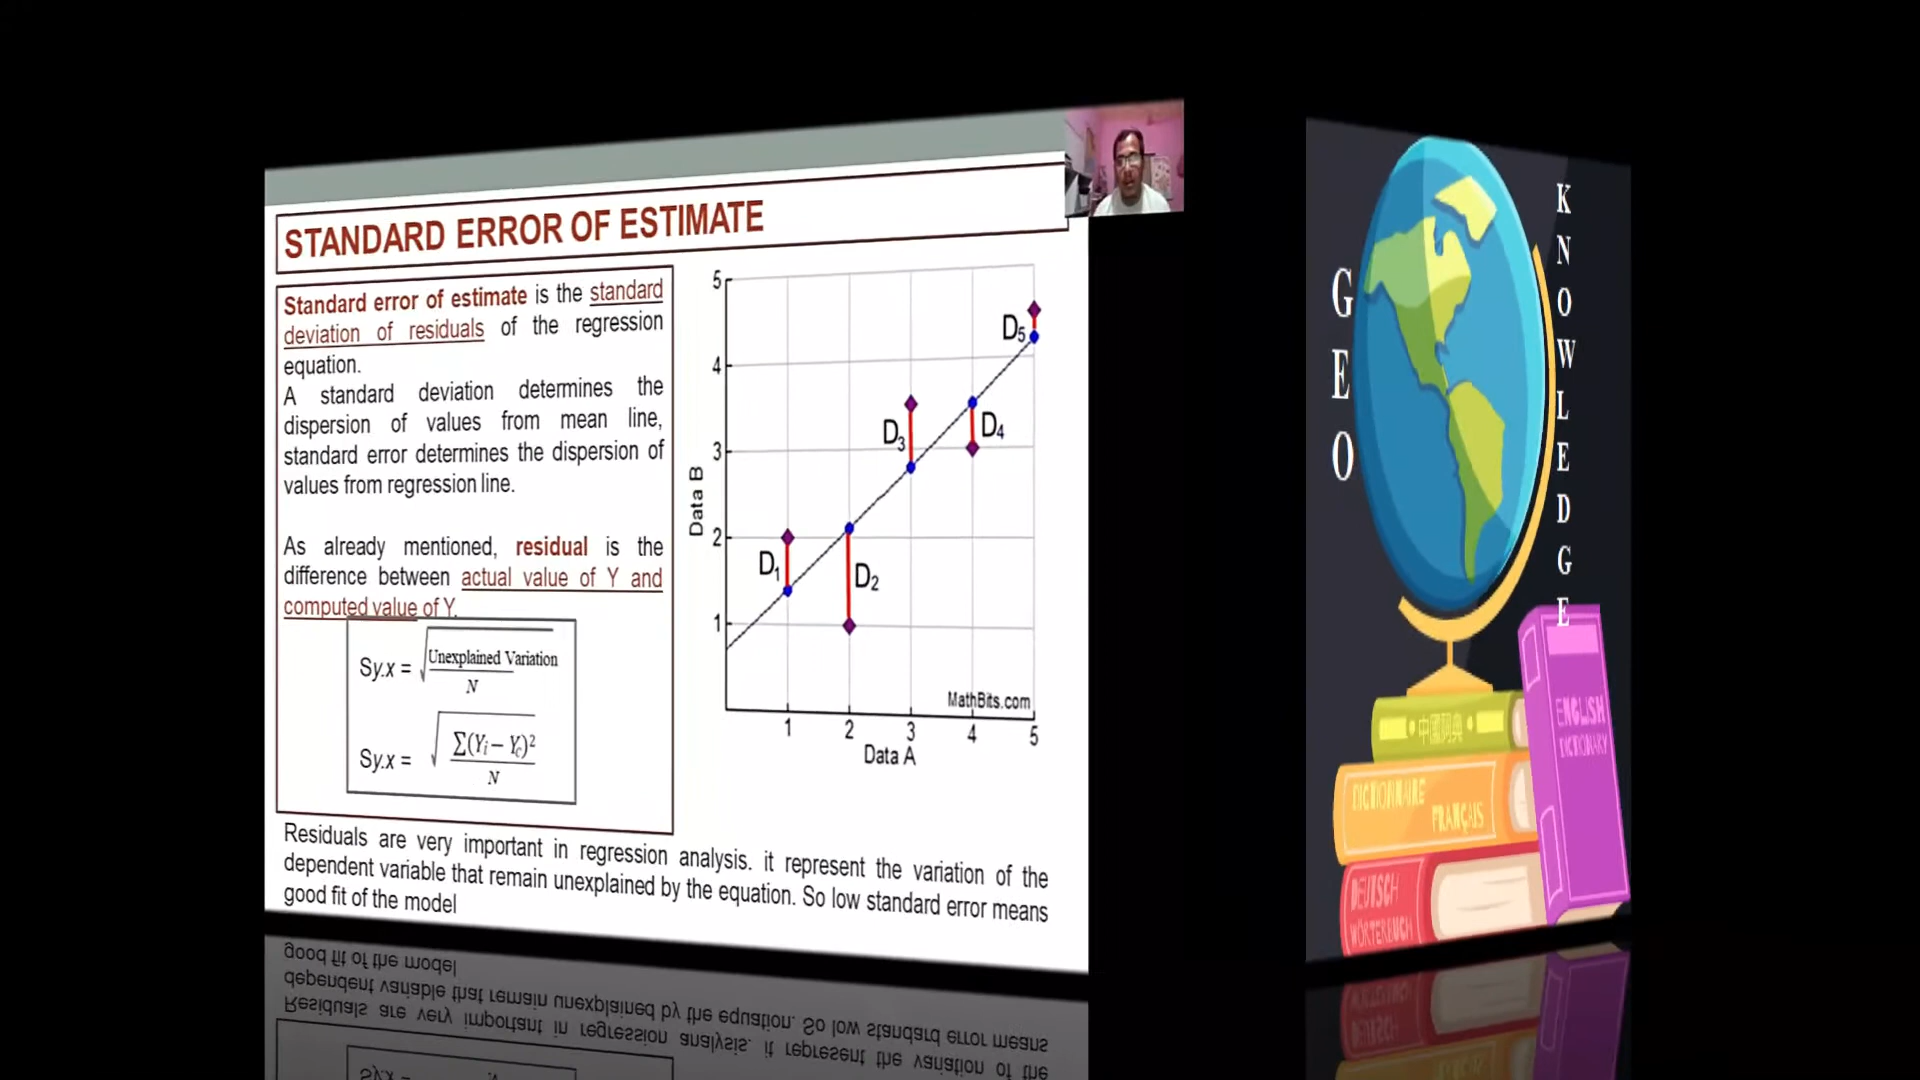 STANDARD ERROR OF ESTIMATE
Standard error of estimate is the standard
deviation of residuals of the regression
equation.
A standard deviation determines the
dispersion of values from mean line,
standard error determines the dispersion of
values from regression line.
As already mentioned, residual is the
difference between actual value of Y and
computed value of Y.
Sy.x = √(Unexplained Variation / N)
Sy.x = √(∑(Yi – Yc)² / N)
Residuals are very important in regression analysis. it represent the variation of the
dependent variable that remain unexplained by the equation. So low standard error means
good fit of the model
5
4
3
2
1
Data B
D1
D2
D3
D4
D5
MathBits.com
1 2 3 4 5
Data A
GEO
KNOWLEDGE
中國詞典
ENGLISH
DICTIONARY
DICTIONNAIRE
FRANÇAIS
DEUTSCH
WÖRTERBUCH